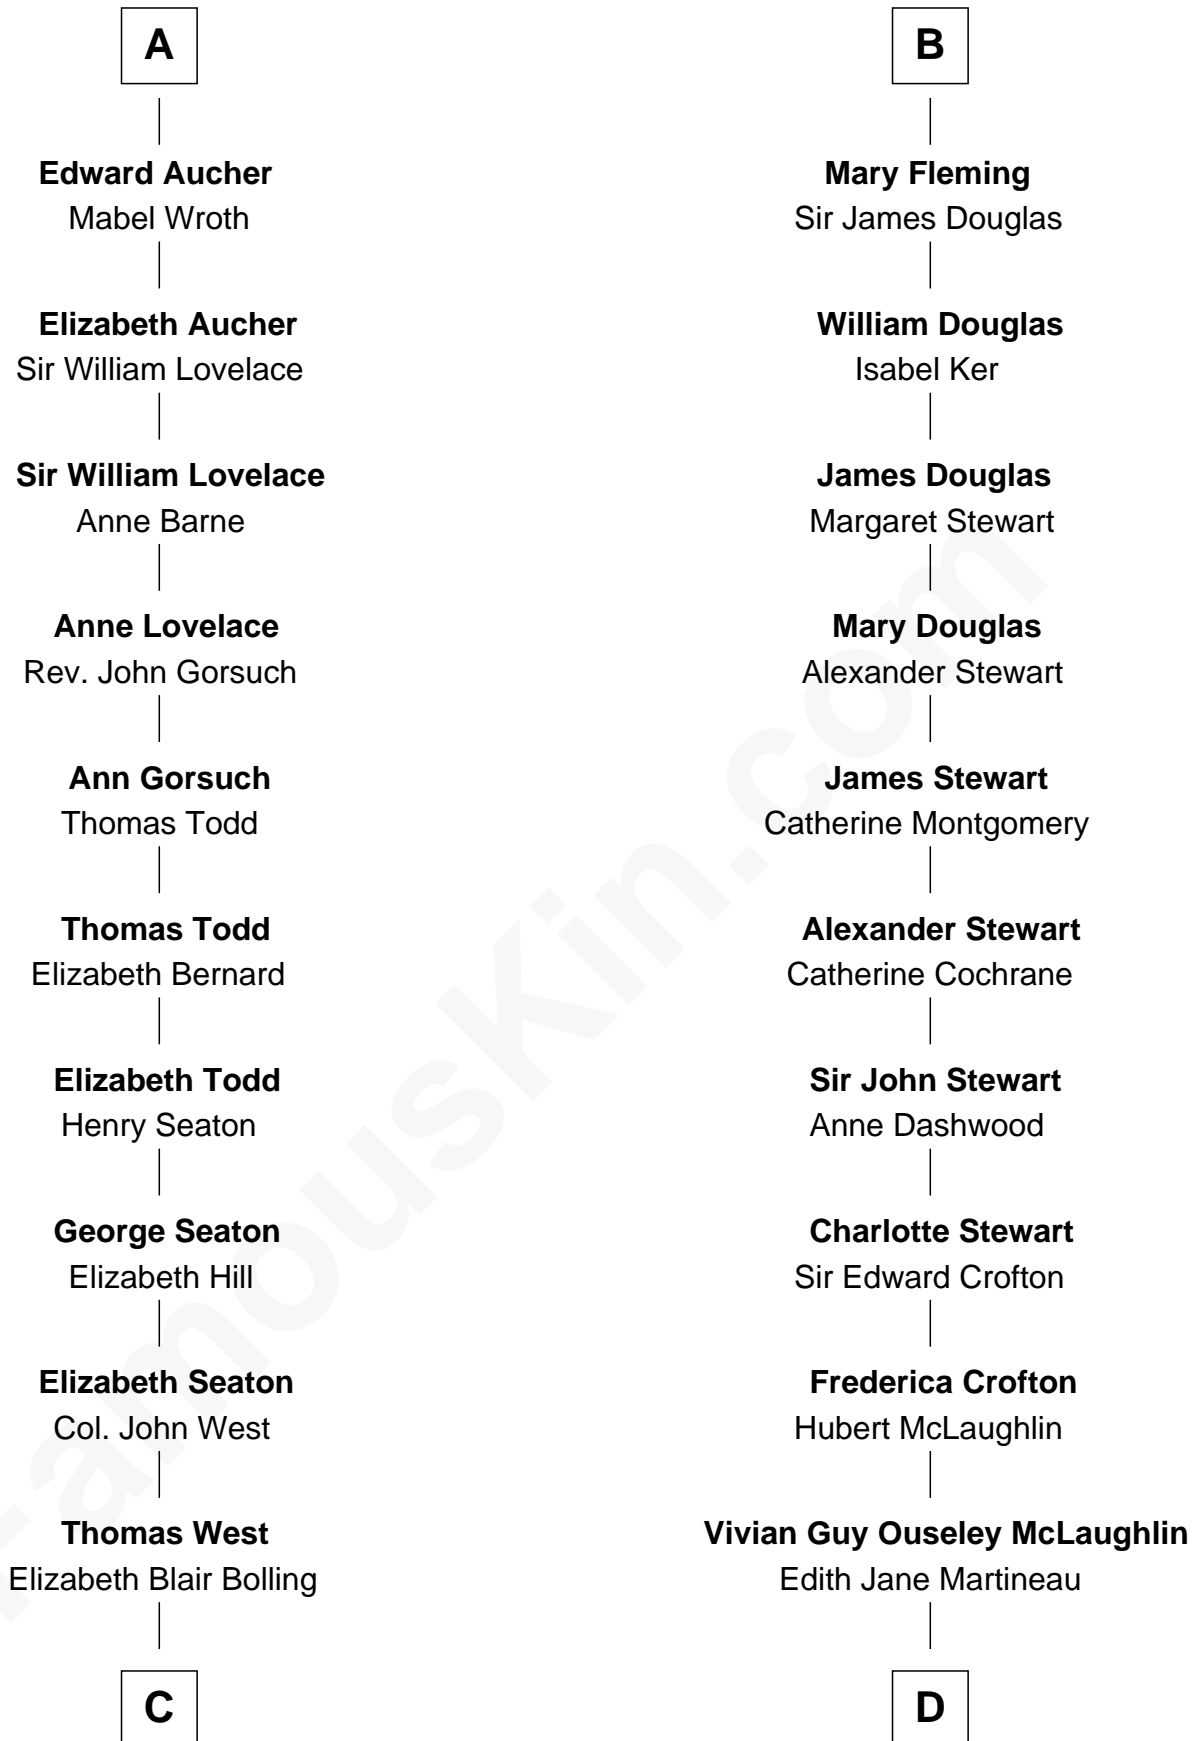 A
Edward Aucher
Mabel Wroth
Elizabeth Aucher
Sir William Lovelace
Sir William Lovelace
Anne Barne
Anne Lovelace
Rev. John Gorsuch
Ann Gorsuch
Thomas Todd
Thomas Todd
Elizabeth Bernard
Elizabeth Todd
Henry Seaton
George Seaton
Elizabeth Hill
Elizabeth Seaton
Col. John West
Thomas West
Elizabeth Blair Bolling
C
B
Mary Fleming
Sir James Douglas
William Douglas
Isabel Ker
James Douglas
Margaret Stewart
Mary Douglas
Alexander Stewart
James Stewart
Catherine Montgomery
Alexander Stewart
Catherine Cochrane
Sir John Stewart
Anne Dashwood
Charlotte Stewart
Sir Edward Crofton
Frederica Crofton
Hubert McLaughlin
Vivian Guy Ouseley McLaughlin
Edith Jane Martineau
D
FamousKin.com